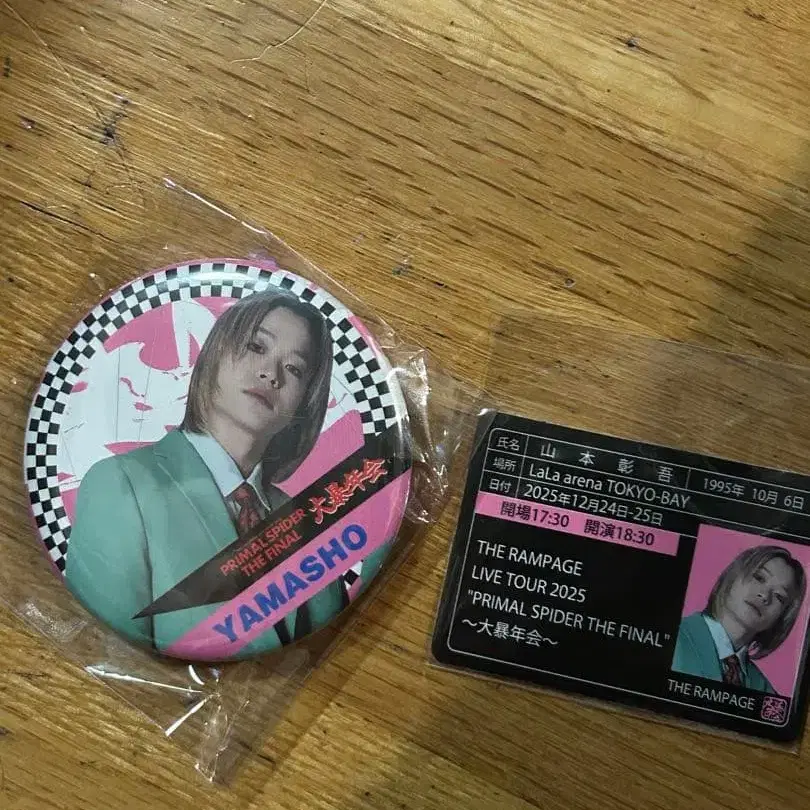 PRIMAL SPIDER
THE FINAL
大暴年会
YAMASHO
氏名 山本彰吾 1995年 10月 6日
場所 LaLa arena TOKYO-BAY
日付 2025年12月24日-25日
開場17:30 開演18:30
THE RAMPAGE
LIVE TOUR 2025
"PRIMAL SPIDER THE FINAL"
～大暴年会～
THE RAMPAGE